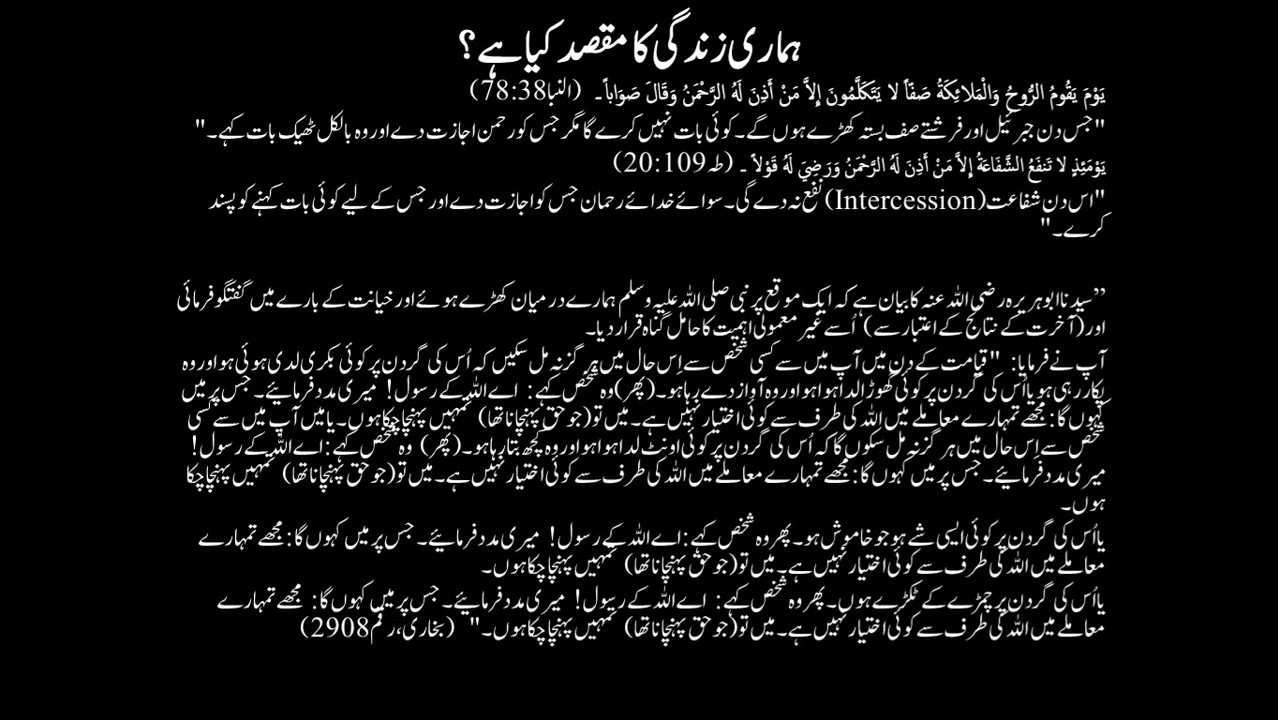 ہماری زندگی کا مقصد کیا ہے؟
يَوْمَ يَقُومُ الرُّوحُ وَالْمَلائِكَةُ صَفّاً لا يَتَكَلَّمُونَ إِلاَّ مَنْ أَذِنَ لَهُ الرَّحْمَنُ وَقَالَ صَوَاباً۔ (النبا78:38)
"جس دن جبرئیل اور فرشتے صف بستہ کھڑے ہوں گے۔ کوئی بات نہیں کرے گا مگر جس کو رحمن اجازت دے اور وہ بالکل ٹھیک بات کہے۔"
يَوْمَئِذٍ لا تَنفَعُ الشَّفَاعَةُ إِلاَّ مَنْ أَذِنَ لَهُ الرَّحْمَنُ وَرَضِيَ لَهُ قَوْلاً ۔ (طہ20:109)
"اس دن شفاعت(Intercession) نفع نہ دے گی۔ سوائے خدائے رحمان جس کو اجازت دے اور جس کے لیے کوئی بات کہنے کو پسند
کرے۔"
’’سیدنا ابوہریرہ رضی اللہ عنہ کا بیان ہے کہ ایک موقع پر نبی صلی اللہ علیہ وسلم ہمارے درمیان کھڑے ہوئے اور خیانت کے بارے میں گفتگو فرمائی
اور(آخرت کے نتائج کے اعتبار سے) اُسے غیر معمولی اہمیت کا حامل گناہ قرار دیا۔
آپ نے فرمایا: "قیامت کے دن میں آپ میں سے کسی شخص سے اِس حال میں ہرگز نہ مل سکیں کہ اُس کی گردن پر کوئی بکری لدی ہوئی ہو اور وہ
پکار رہی ہو یا اُس کی گردن پر کوئی گھوڑا لدا ہوا ہو اور وہ آواز دے رہا ہو۔ (پھر)وہ شخص کہے: اے اللہ کے رسول! میری مدد فرمائیے۔ جس پر میں
کہوں گا: مجھے تمہارے معاملے میں اللہ کی طرف سے کوئی اختیار نہیں ہے۔ میں تو(جو حق پہنچانا تھا) تمہیں پہنچا چکا ہوں۔ یا میں آپ میں سے کسی
شخص سے اِس حال میں ہرگز نہ مل سکوں گا کہ اُس کی گردن پر کوئی اونٹ لدا ہوا ہو اور وہ کچھ بتا رہا ہو۔ (پھر) وہ شخص کہے: اے اللہ کے رسول!
میری مدد فرمائیے۔ جس پر میں کہوں گا: مجھے تمہارے معاملے میں اللہ کی طرف سے کوئی اختیار نہیں ہے۔ میں تو(جو حق پہنچانا تھا) تمہیں پہنچا چکا
ہوں۔
یا اُس کی گردن پر کوئی ایسی شے ہو جو خاموش ہو۔ پھر وہ شخص کہے: اے اللہ کے رسول! میری مدد فرمائیے۔ جس پر میں کہوں گا: مجھے تمہارے
معاملے میں اللہ کی طرف سے کوئی اختیار نہیں ہے۔ میں تو(جو حق پہنچانا تھا) تمہیں پہنچا چکا ہوں۔
یا اُس کی گردن پر چمڑے کے ٹکڑے ہوں۔ پھر وہ شخص کہے: اے اللہ کے رسول! میری مدد فرمائیے۔ جس پر میں کہوں گا: مجھے تمہارے
معاملے میں اللہ کی طرف سے کوئی اختیار نہیں ہے۔ میں تو(جو حق پہنچانا تھا) تمہیں پہنچا چکا ہوں۔" (بخاری، رقم2908)